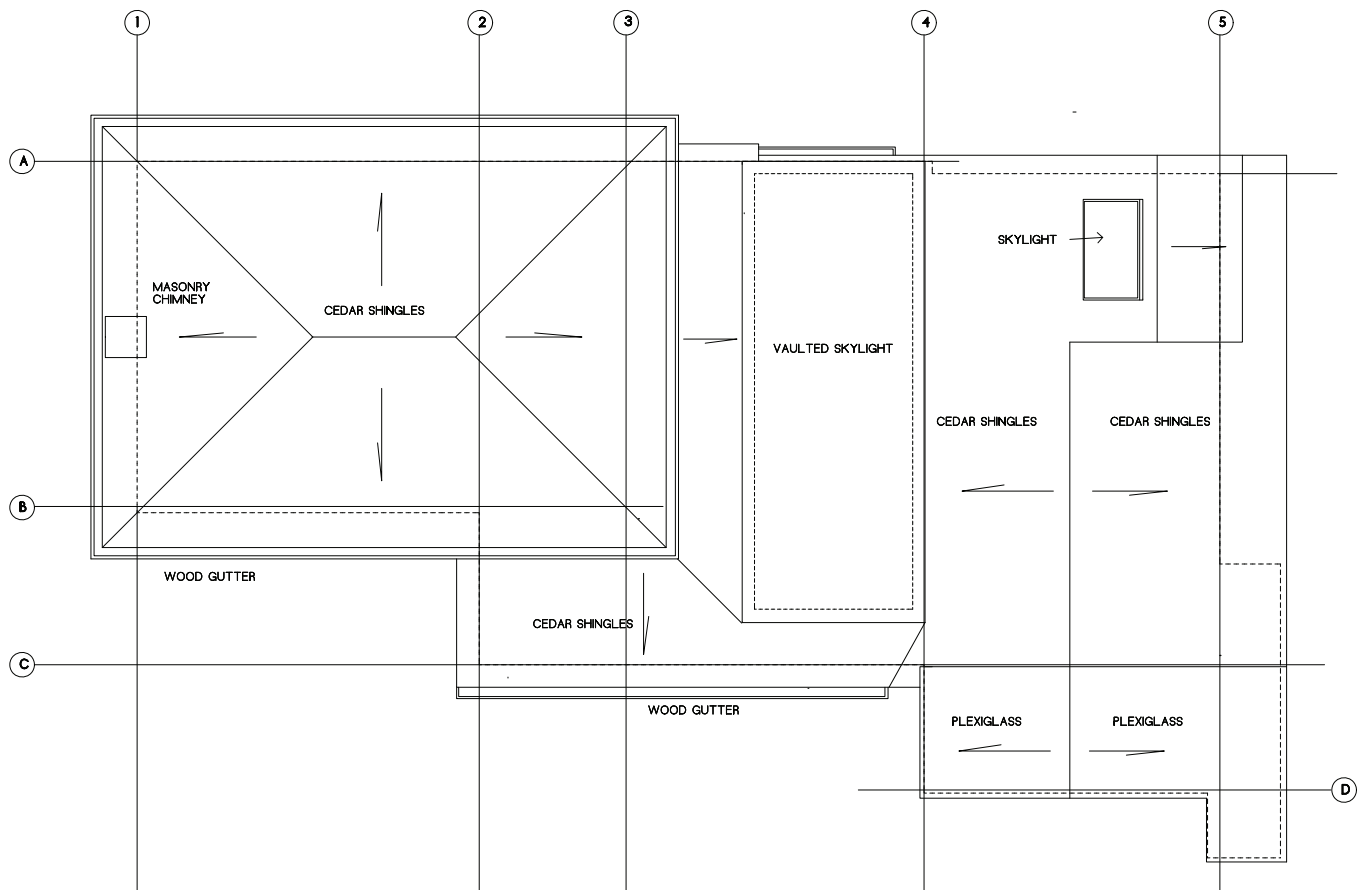 1
2
3
4
5
A
SKYLIGHT
MASONRY
CHIMNEY
CEDAR SHINGLES
VAULTED SKYLIGHT
CEDAR SHINGLES
CEDAR SHINGLES
B
WOOD GUTTER
CEDAR SHINGLES
C
WOOD GUTTER
PLEXIGLASS
PLEXIGLASS
D